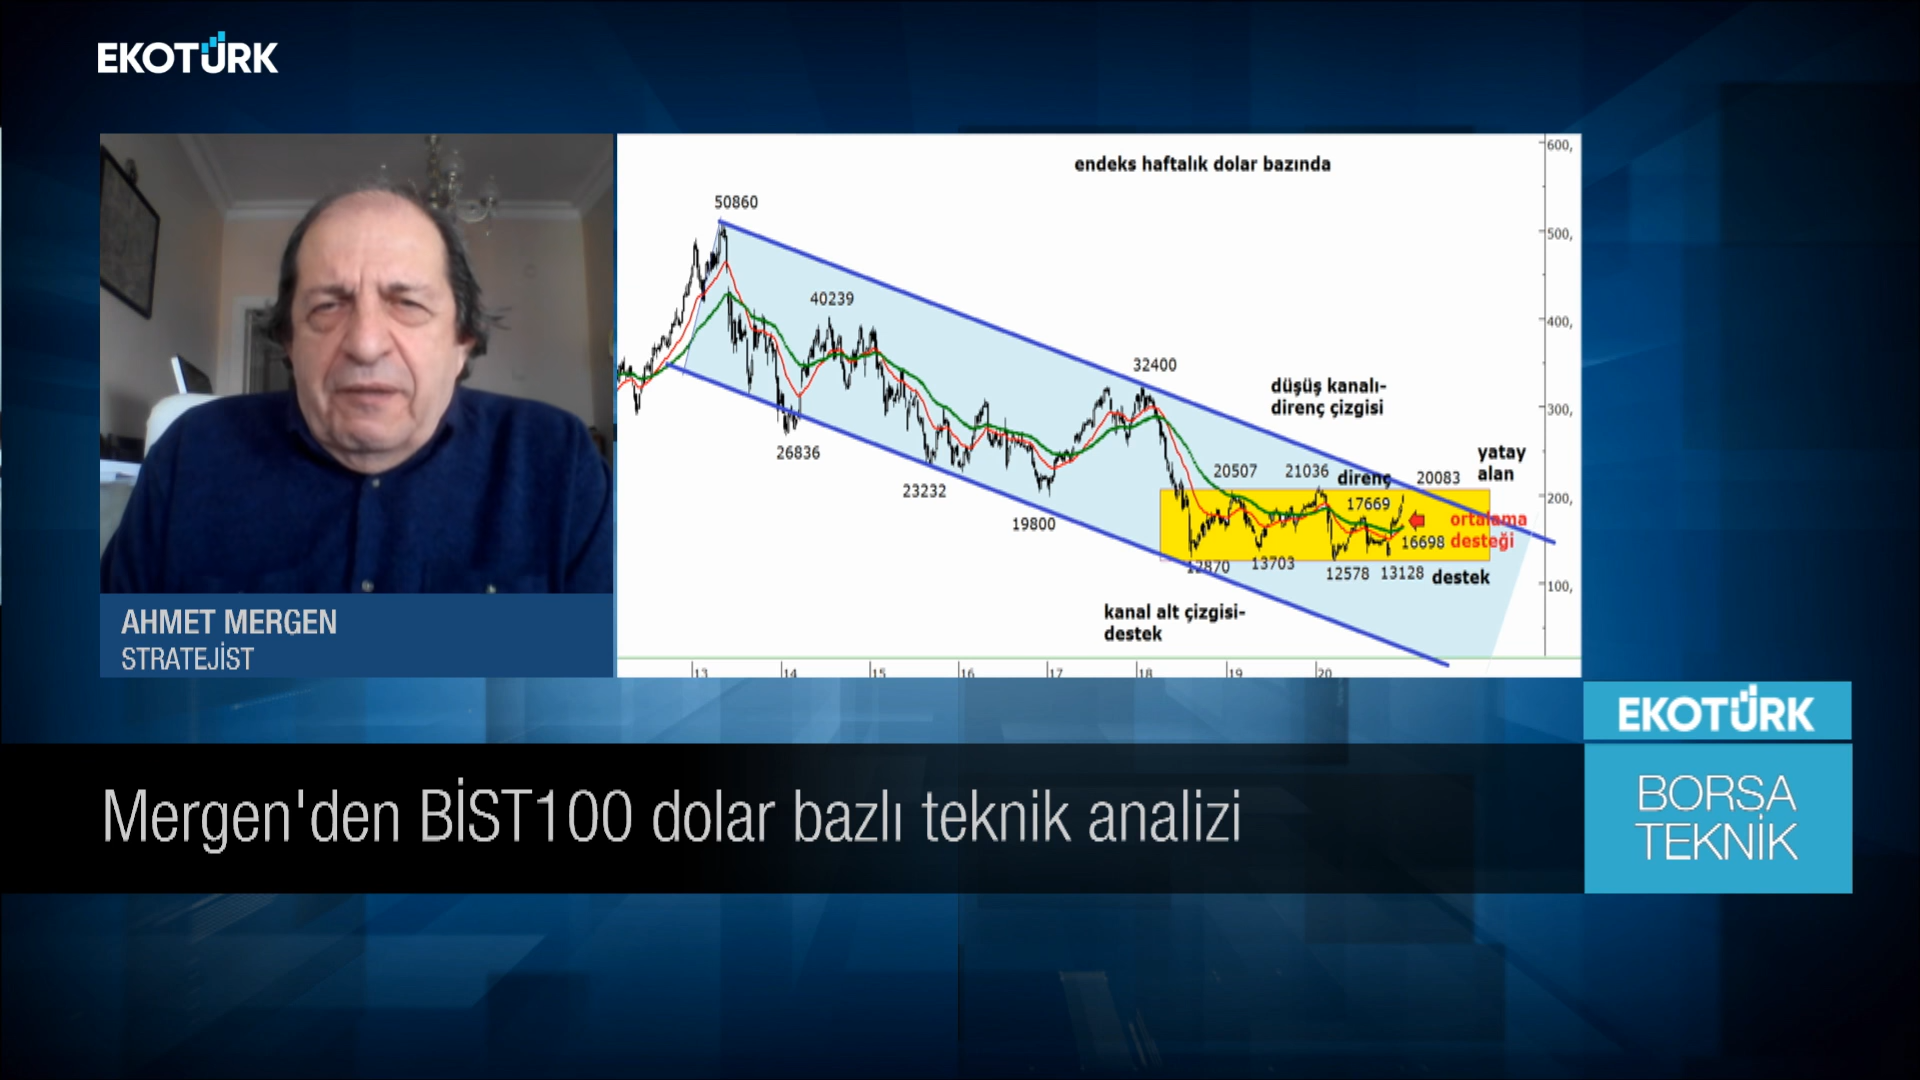 EKOTÜRK
endeks haftalık dolar bazında
600,
500,
400,
300,
200,
100,
50860
40239
32400
düşüş kanalı-
direnç çizgisi
yatay
alan
26836
23232
19800
20507
21036
direnç
20083
17669
ortalama
desteği
16698
12870
13703
12578
13128
destek
kanal alt çizgisi-
destek
13
14
15
16
17
18
19
20
AHMET MERGEN
STRATEJİST
EKOTÜRK
Mergen'den BİST100 dolar bazlı teknik analizi
BORSA
TEKNİK